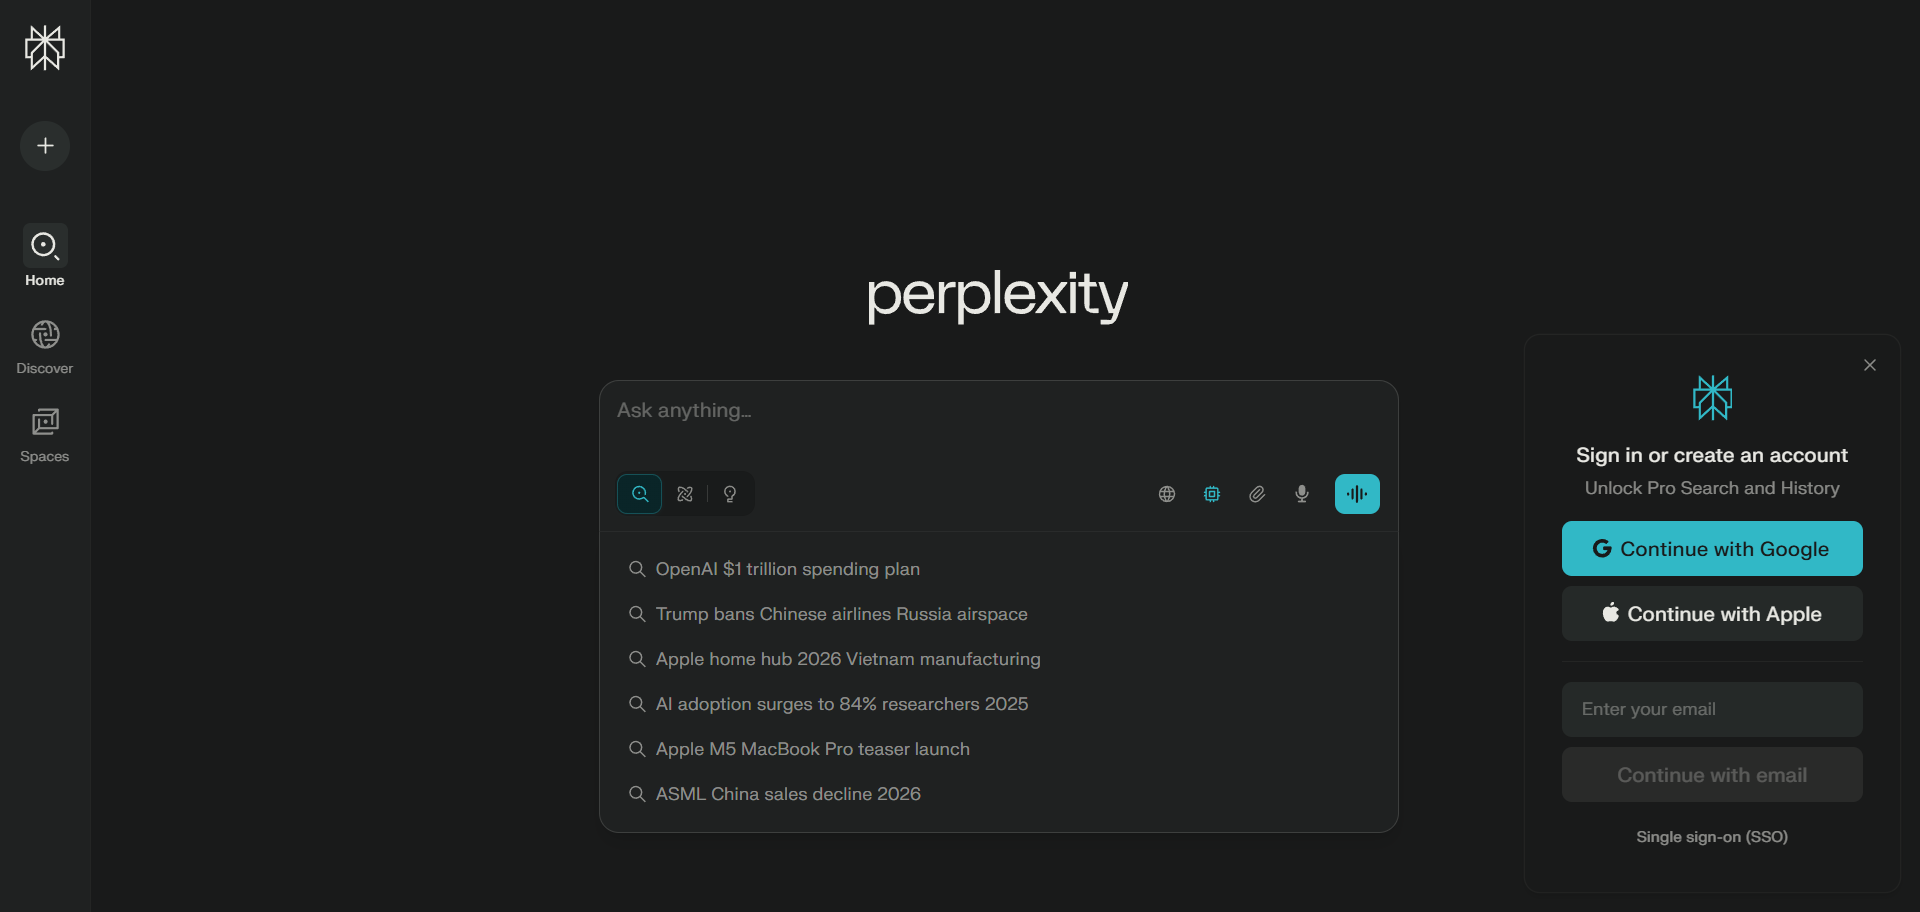 Home
Discover
Spaces
perplexity
Ask anything...
OpenAI $1 trillion spending plan
Trump bans Chinese airlines Russia airspace
Apple home hub 2026 Vietnam manufacturing
AI adoption surges to 84% researchers 2025
Apple M5 MacBook Pro teaser launch
ASML China sales decline 2026
Sign in or create an account
Unlock Pro Search and History
Continue with Google
Continue with Apple
Enter your email
Continue with email
Single sign-on (SSO)